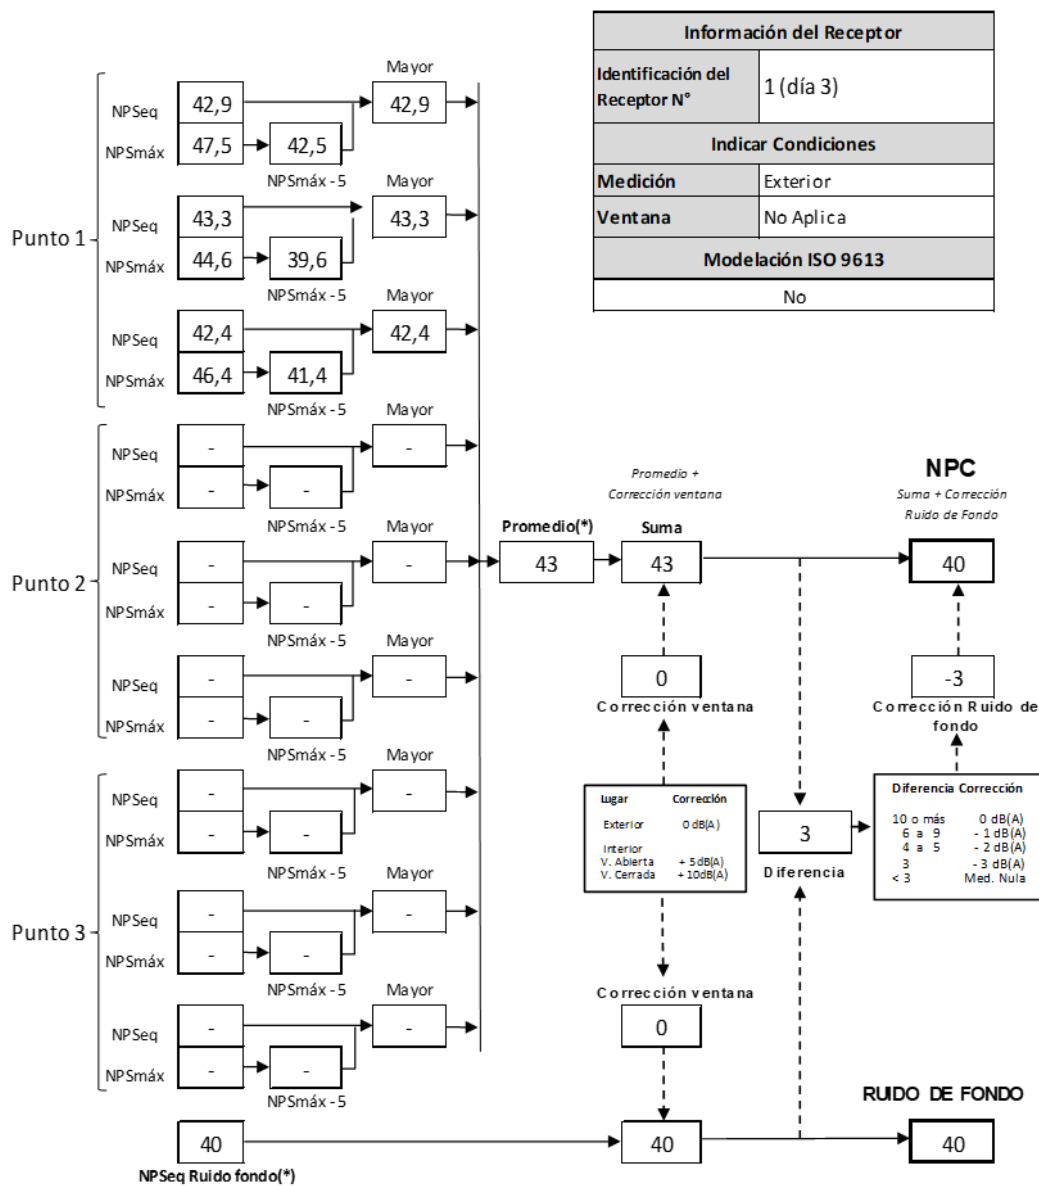 Información del Receptor
Identificación del
Receptor N°
1 (día 3)
Indicar Condiciones
Medición
Exterior
Ventana
No Aplica
Modelación ISO 9613
No
Punto 1
Mayor
NPSeq
42,9
42,9
NPSmáx
47,5
42,5
NPSmáx - 5
Mayor
NPSeq
43,3
43,3
NPSmáx
44,6
39,6
NPSmáx - 5
Mayor
NPSeq
42,4
42,4
NPSmáx
46,4
41,4
NPSmáx - 5
Punto 2
Mayor
NPSeq
-
-
NPSmáx
-
-
NPSmáx - 5
Mayor
NPSeq
-
-
NPSmáx
-
-
NPSmáx - 5
Mayor
NPSeq
-
-
NPSmáx
-
-
NPSmáx - 5
Punto 3
Mayor
NPSeq
-
-
NPSmáx
-
-
NPSmáx - 5
Mayor
NPSeq
-
-
NPSmáx
-
-
NPSmáx - 5
Mayor
NPSeq
-
-
NPSmáx
-
-
NPSmáx - 5
Promedio(*)
43
Promedio +
Corrección ventana
Suma
43
NPC
Suma + Corrección
Ruido de Fondo
40
0
Corrección ventana
-3
Corrección Ruido de
fondo
Lugar Corrección
Exterior 0 dB(A)
Interior
V. Abierta + 5dB(A)
V. Cerrada + 10dB(A)
3
Diferencia
Diferencia Corrección
10 o más 0 dB(A)
6 a 9 - 1 dB(A)
4 a 5 - 2 dB(A)
3 - 3 dB(A)
< 3 Med. Nula
Corrección ventana
0
RUIDO DE FONDO
40
40
40
NPSeq Ruido fondo(*)